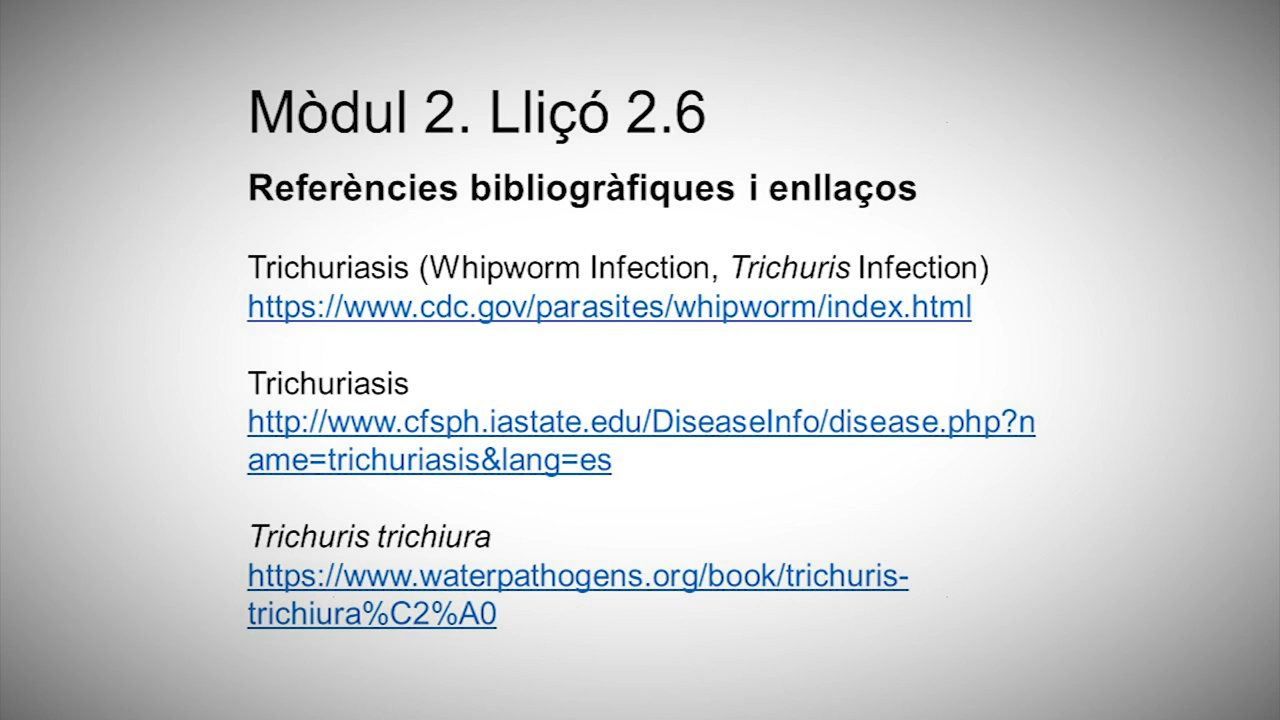 Mòdul 2. Lliçó 2.6
Referències bibliogràfiques i enllaços
Trichuriasis (Whipworm Infection, Trichuris Infection)
https://www.cdc.gov/parasites/whipworm/index.html
Trichuriasis
http://www.cfsph.iastate.edu/DiseaseInfo/disease.php?n
ame=trichuriasis&lang=es
Trichuris trichiura
https://www.waterpathogens.org/book/trichuris-
trichiura%C2%A0